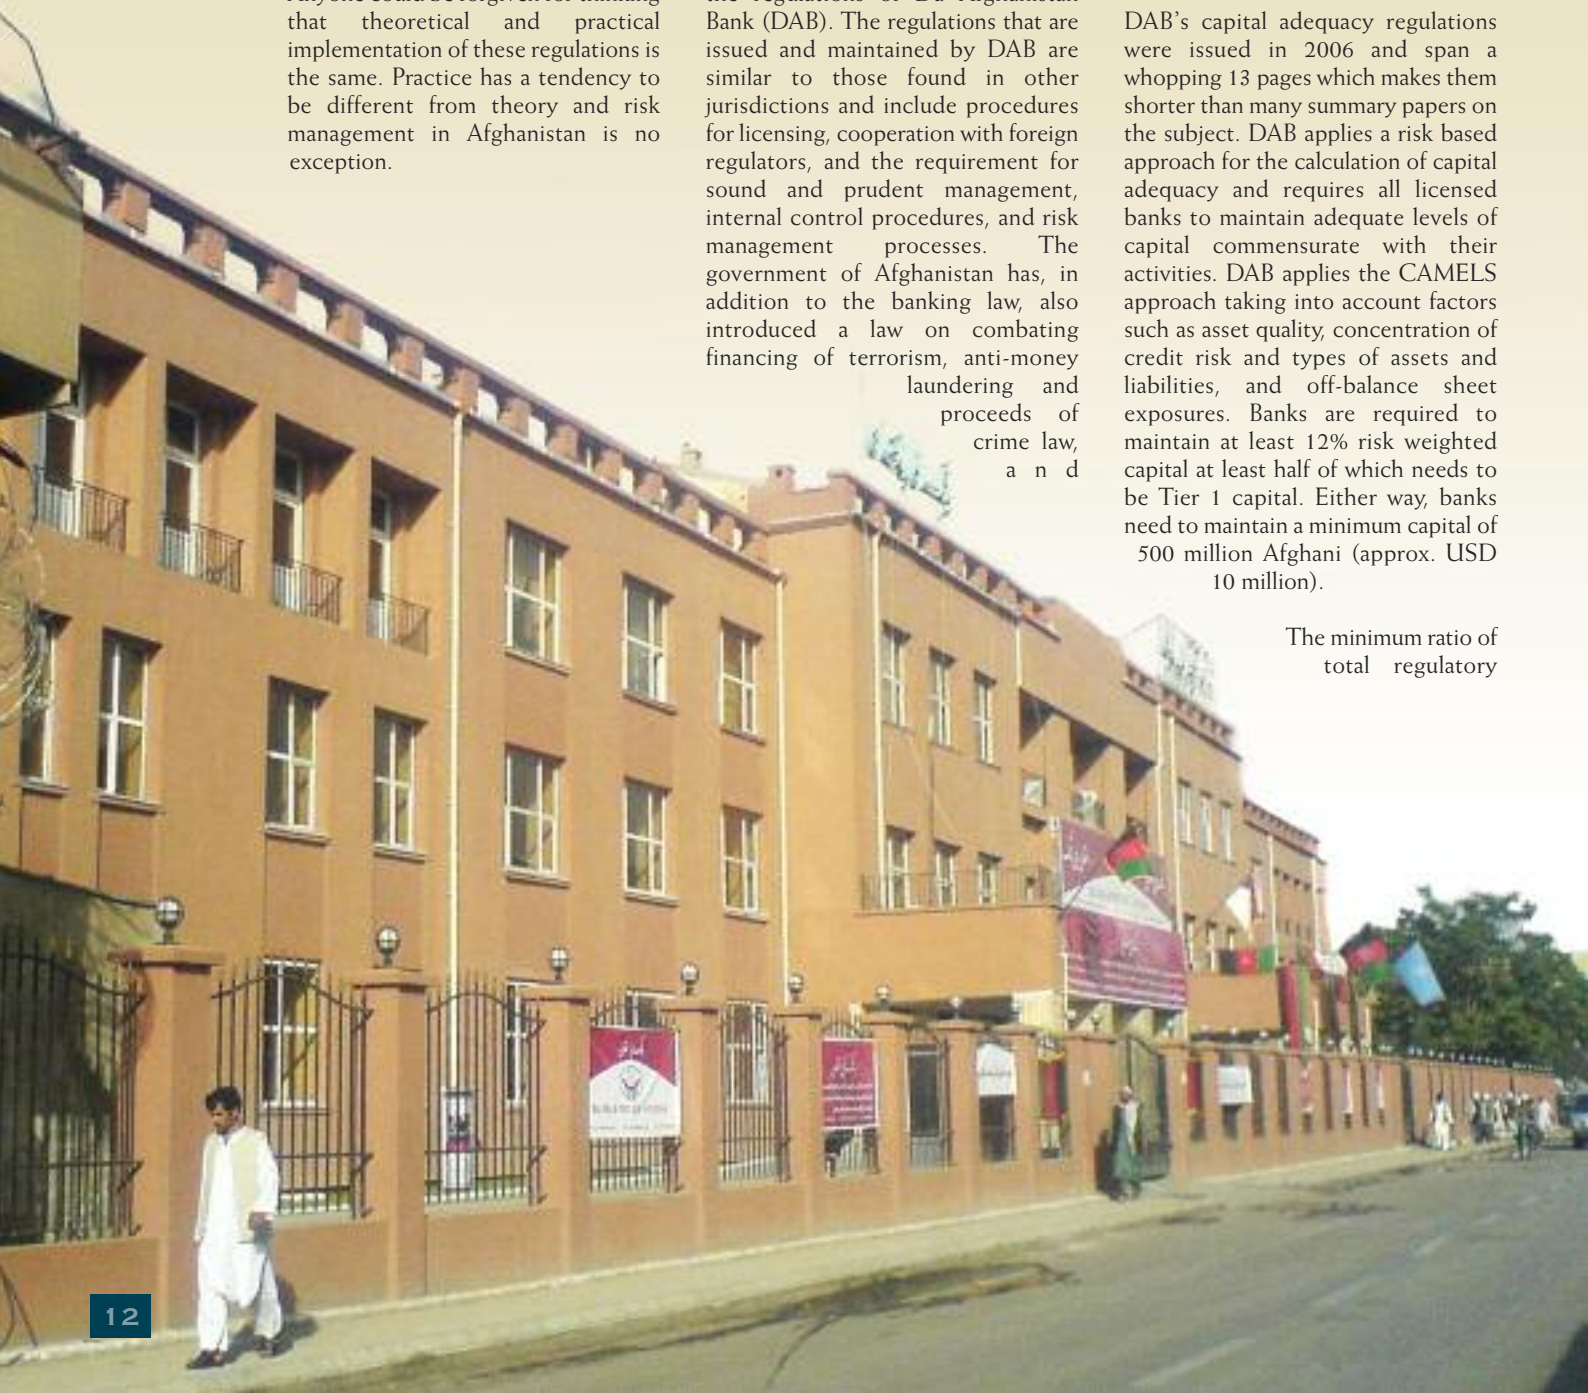 that theoretical and practical
implementation of these regulations is
the same. Practice has a tendency to
be different from theory and risk
management in Afghanistan is no
exception.
Bank (DAB). The regulations that are
issued and maintained by DAB are
similar to those found in other
jurisdictions and include procedures
for licensing, cooperation with foreign
regulators, and the requirement for
sound and prudent management,
internal control procedures, and risk
management processes. The
government of Afghanistan has, in
addition to the banking law, also
introduced a law on combating
financing of terrorism, anti-money
laundering and
proceeds of
crime law,
a n d
DAB's capital adequacy regulations
were issued in 2006 and span a
whopping 13 pages which makes them
shorter than many summary papers on
the subject. DAB applies a risk based
approach for the calculation of capital
adequacy and requires all licensed
banks to maintain adequate levels of
capital commensurate with their
activities. DAB applies the CAMELS
approach taking into account factors
such as asset quality, concentration of
credit risk and types of assets and
liabilities, and off-balance sheet
exposures. Banks are required to
maintain at least 12% risk weighted
capital at least half of which needs to
be Tier 1 capital. Either way, banks
need to maintain a minimum capital of
500 million Afghani (approx. USD
10 million).
The minimum ratio of
total regulatory
12